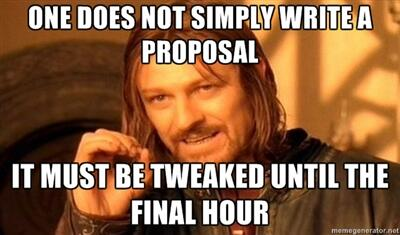 ONE DOES NOT SIMPLY WRITE A
PROPOSAL
IT MUST BE TWEAKED UNTIL THE
FINAL HOUR
memegenerator.net